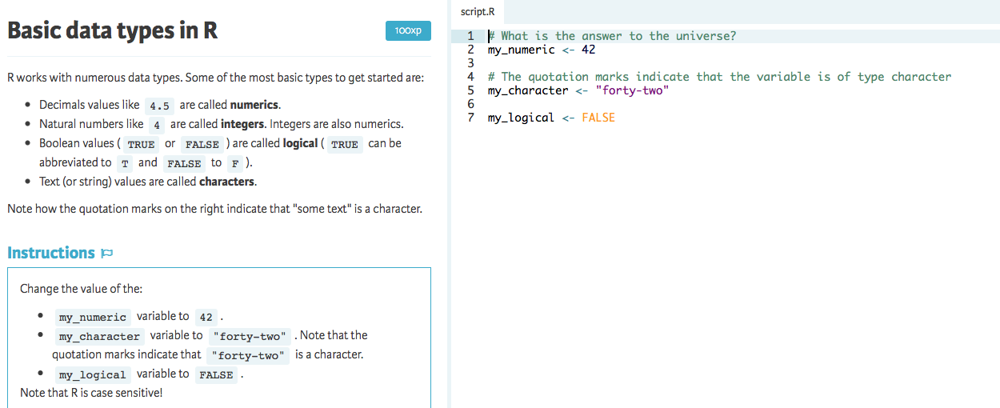 Basic data types in R
100xp
R works with numerous data types. Some of the most basic types to get started are:
Decimals values like 4.5 are called numerics.
Natural numbers like 4 are called integers. Integers are also numerics.
Boolean values ( TRUE or FALSE ) are called logical ( TRUE can be
abbreviated to T and FALSE to F ).
Text (or string) values are called characters.
Note how the quotation marks on the right indicate that "some text" is a character.
Instructions
Change the value of the:
my_numeric variable to 42 .
my_character variable to "forty-two" . Note that the
quotation marks indicate that "forty-two" is a character.
my_logical variable to FALSE .
Note that R is case sensitive!
script.R
1 # What is the answer to the universe?
2 my_numeric <- 42
3
4 # The quotation marks indicate that the variable is of type character
5 my_character <- "forty-two"
6
7 my_logical <- FALSE